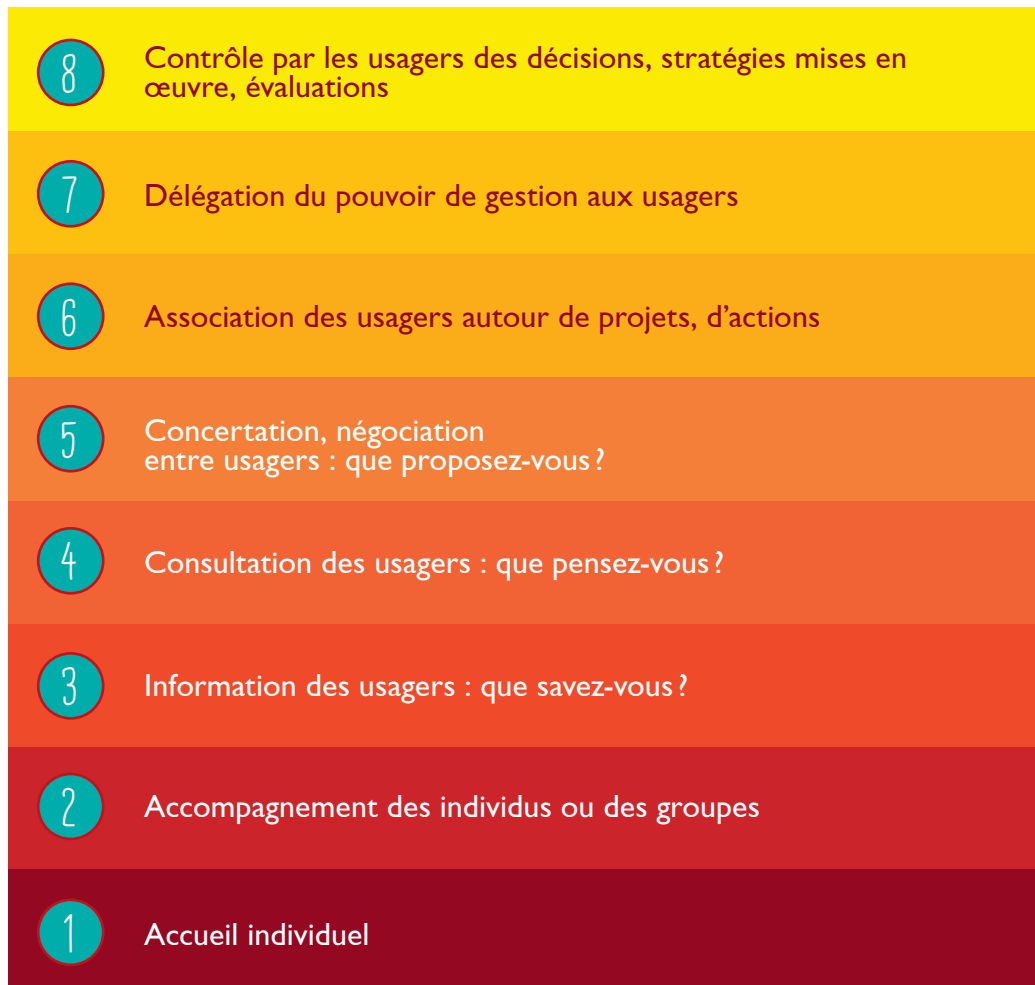 8
Contrôle par les usagers des décisions, stratégies mises en
œuvre, évaluations
7
Délégation du pouvoir de gestion aux usagers
6
Association des usagers autour de projets, d’actions
5
Concertation, négociation
entre usagers : que proposez-vous ?
4
Consultation des usagers : que pensez-vous ?
3
Information des usagers : que savez-vous ?
2
Accompagnement des individus ou des groupes
1
Accueil individuel